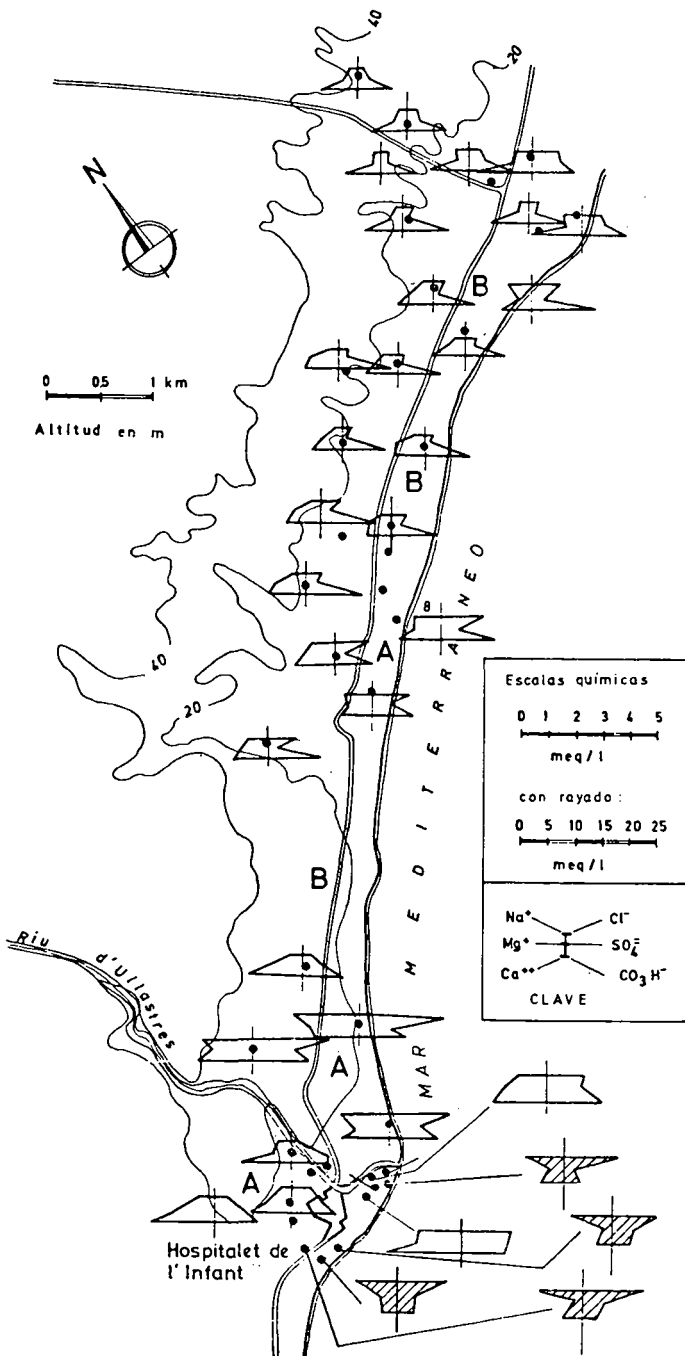 40
20
N
B
0 0,5 1 km
Altitud en m
B
8
A
40
20
MAR MEDITERRANEO
Escalas químicas
0 1 2 3 4 5
meq/l
con rayado:
0 5 10 15 20 25
meq/l
Na⁺ Cl⁻
Mg⁺ SO₄⁼
Ca⁺⁺ CO₃H⁻
CLAVE
B
Riu d'Ullastres
A
A
Hospitalet de
l'Infant